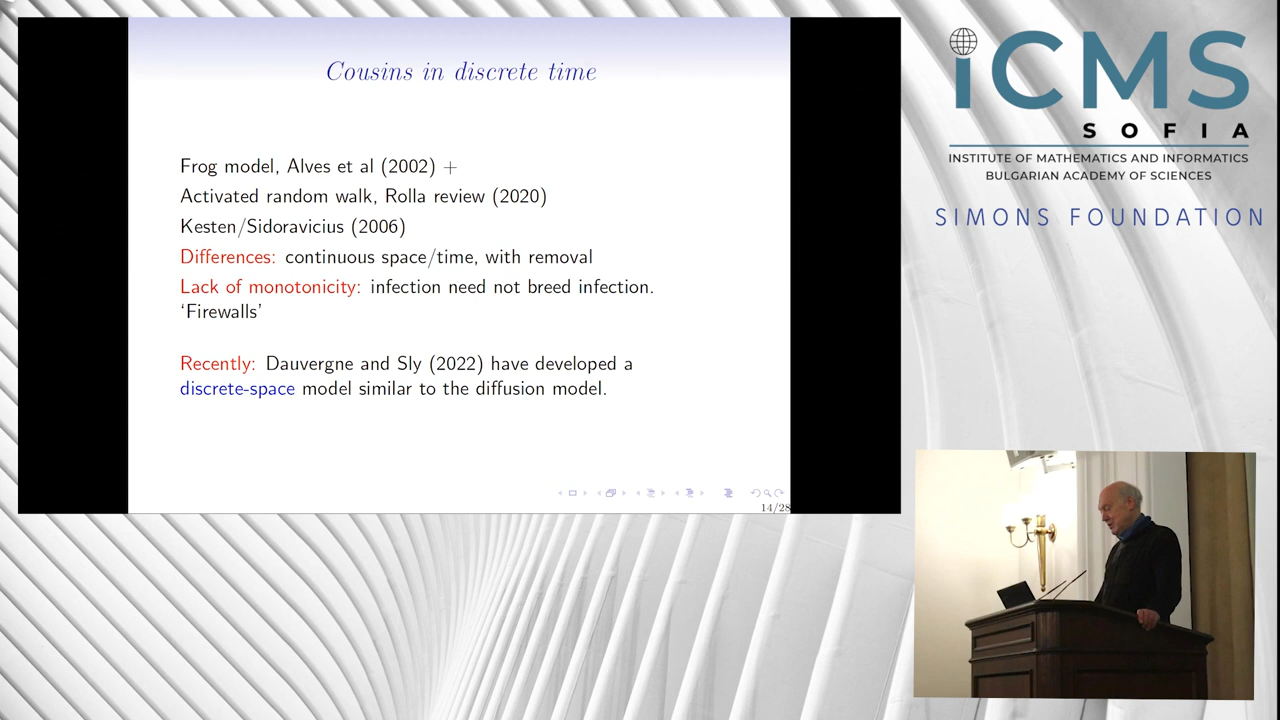 Cousins in discrete time
Frog model, Alves et al (2002) +
Activated random walk, Rolla review (2020)
Kesten/Sidoravicius (2006)
Differences: continuous space/time, with removal
Lack of monotonicity: infection need not breed infection.
‘Firewalls’
Recently: Dauvergne and Sly (2022) have developed a
discrete-space model similar to the diffusion model.
14/28
iCMS
SOFIA
INSTITUTE OF MATHEMATICS AND INFORMATICS
BULGARIAN ACADEMY OF SCIENCES
SIMONS FOUNDATION